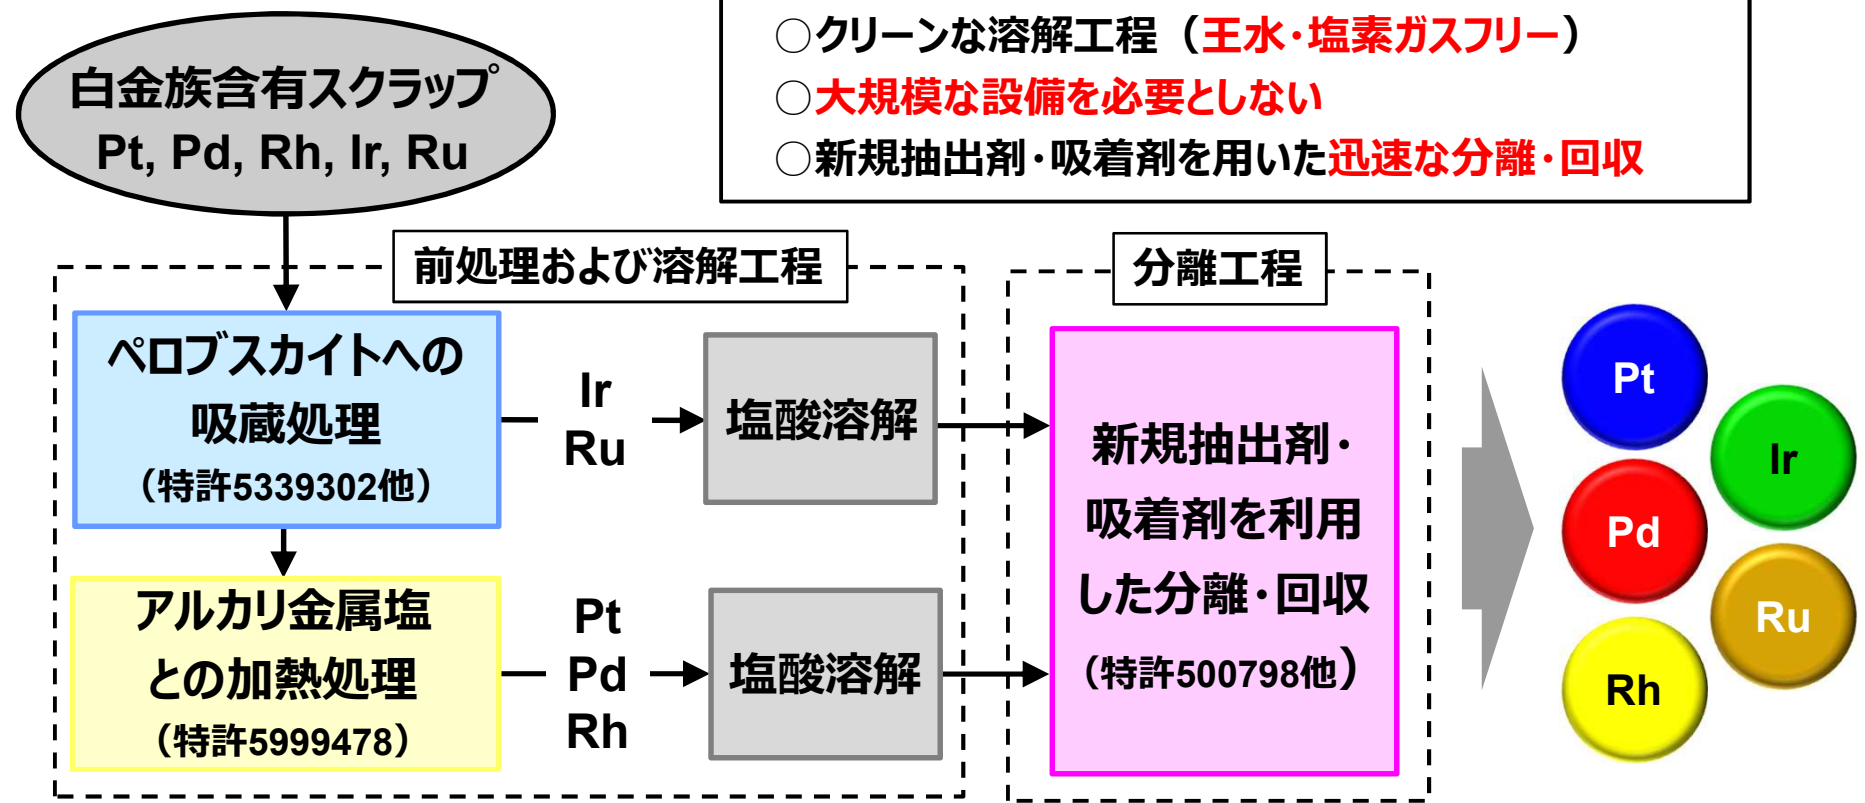 ○クリーンな溶解工程（王水・塩素ガスフリー）
○大規模な設備を必要としない
○新規抽出剤・吸着剤を用いた迅速な分離・回収
白金族含有スクラップ
Pt, Pd, Rh, Ir, Ru
前処理および溶解工程
ペロブスカイトへの
吸蔵処理
（特許5339302他）
Ir
Ru
塩酸溶解
アルカリ金属塩
との加熱処理
（特許5999478）
Pt
Pd
Rh
塩酸溶解
分離工程
新規抽出剤・
吸着剤を利用
した分離・回収
（特許500798他）
Pt
Ir
Pd
Ru
Rh